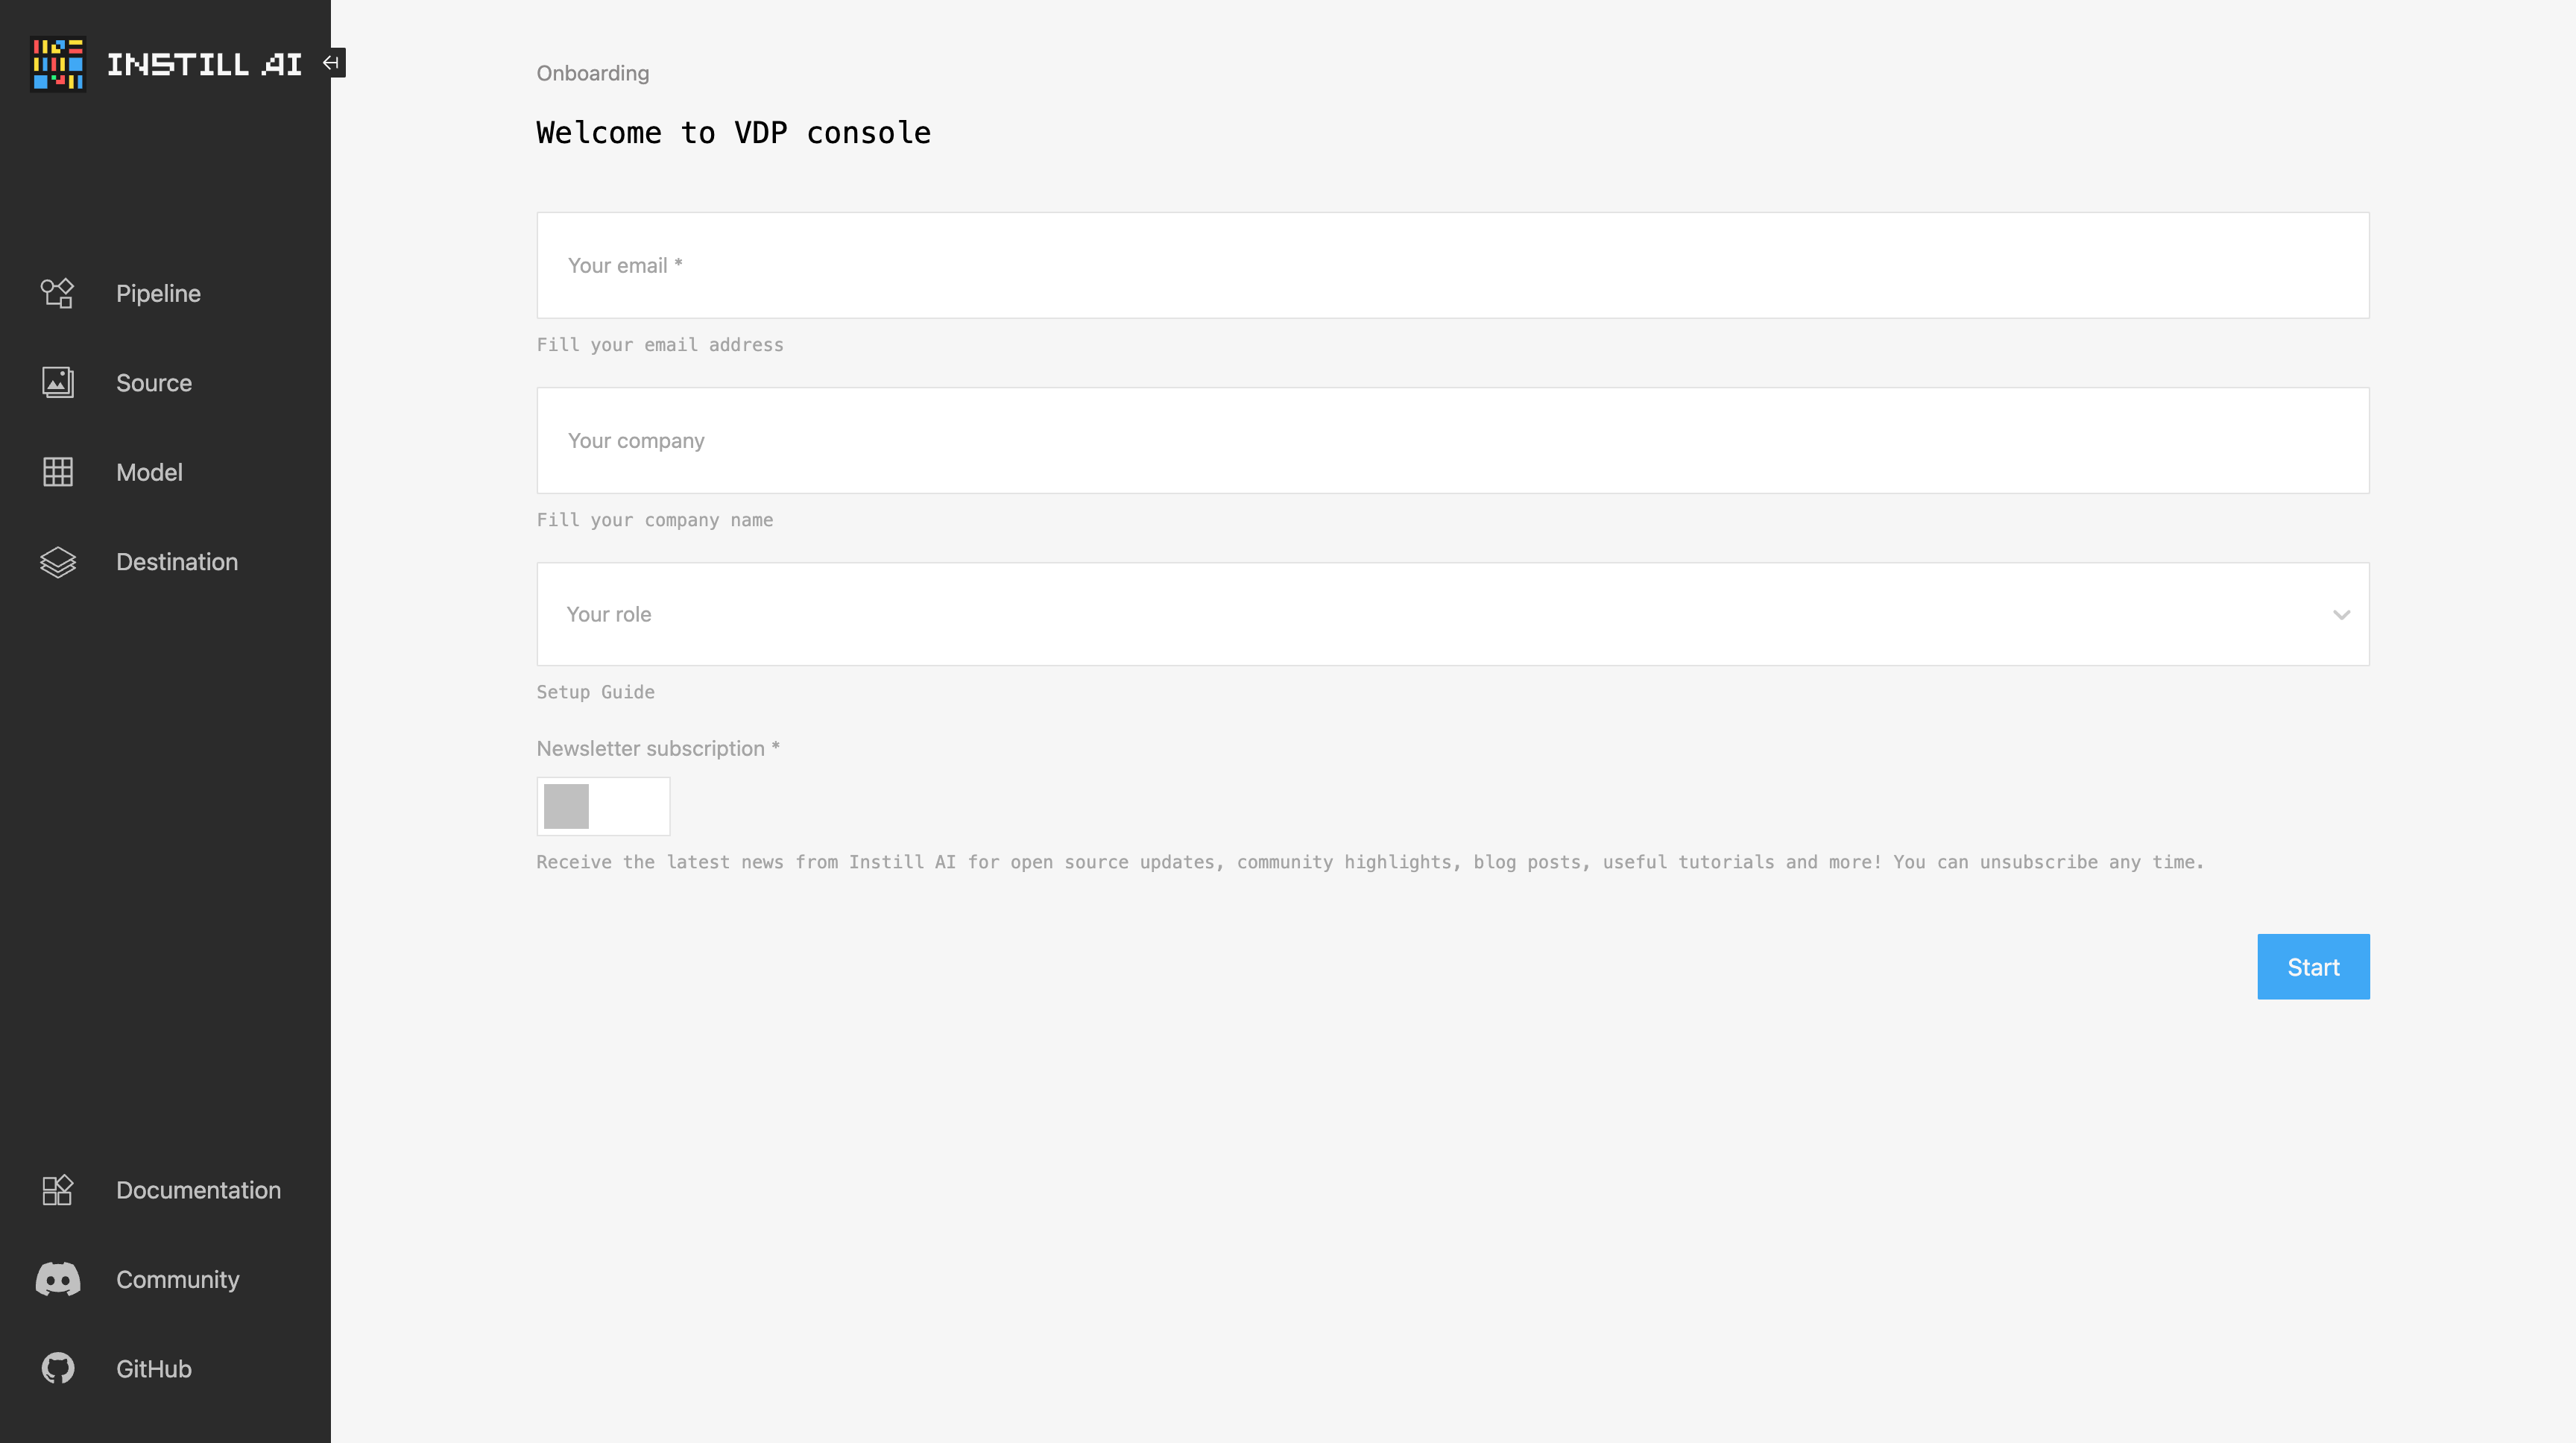 INSTILL AI
Pipeline
Source
Model
Destination
Documentation
Community
GitHub
Onboarding
Welcome to VDP console
Your email *
Fill your email address
Your company
Fill your company name
Your role
Setup Guide
Newsletter subscription *
Receive the latest news from Instill AI for open source updates, community highlights, blog posts, useful tutorials and more! You can unsubscribe any time.
Start